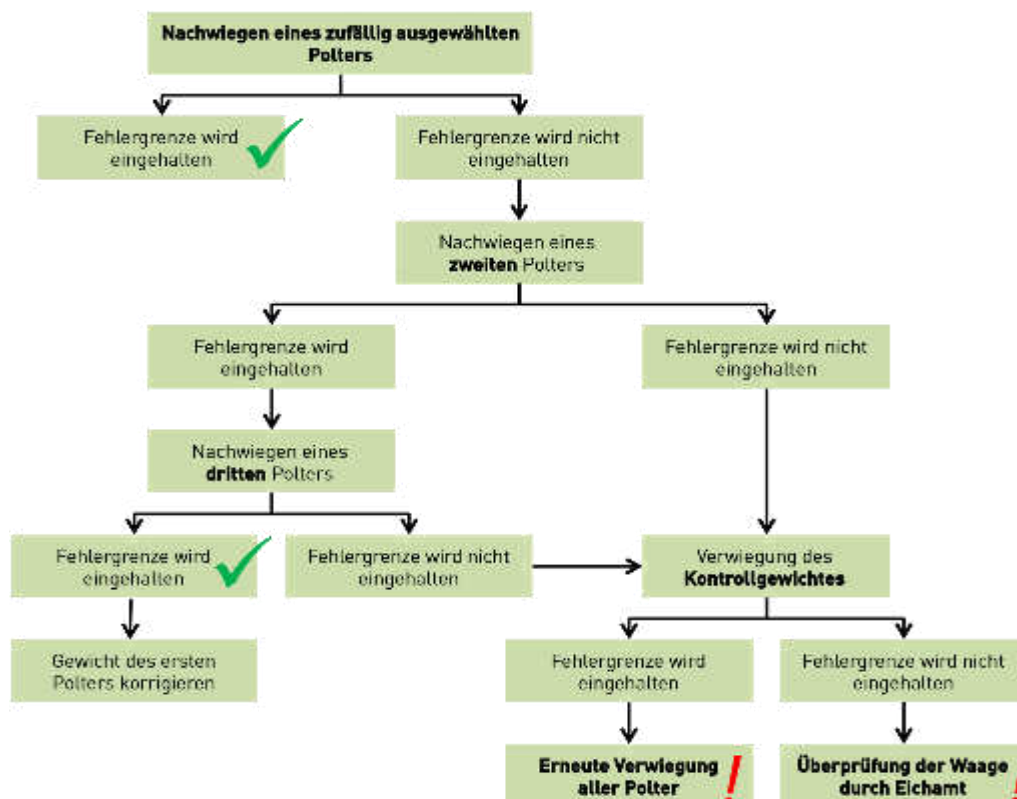 Nachwiegen eines zufällig ausgewählten
Polters
Fehlergrenze wird
eingehalten
Fehlergrenze wird nicht
eingehalten
Nachwiegen eines
zweiten Polters
Fehlergrenze wird
eingehalten
Fehlergrenze wird nicht
eingehalten
Nachwiegen eines
dritten Polters
Fehlergrenze wird
eingehalten
Fehlergrenze wird nicht
eingehalten
Verwiegung des
Kontrollgewichtes
Gewicht des ersten
Polters korrigieren
Fehlergrenze wird
eingehalten
Fehlergrenze wird nicht
eingehalten
Erneute Verwiegung
aller Polter
!
Überprüfung der Waage
durch Eichamt
!